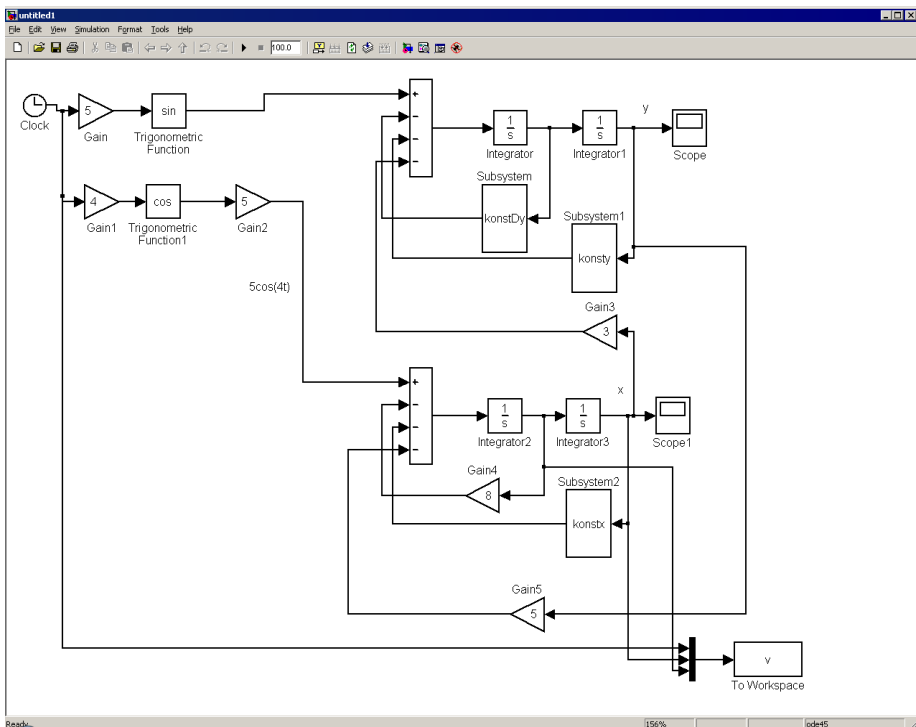 untitled1
File Edit View Simulation Format Tools Help
100.0
Clock
5
Gain
sin
Trigonometric
Function
4
Gain1
cos
Trigonometric
Function1
5
Gain2
5cos(4t)
+
−
−
−
1
s
Integrator
1
s
Integrator1
y
Scope
Subsystem
konstDy
Subsystem1
konsty
Gain3
3
+
−
−
−
1
s
Integrator2
1
s
Integrator3
x
Scope1
Gain4
8
Subsystem2
konstx
Gain5
5
v
To Workspace
Ready...
156%
ode45